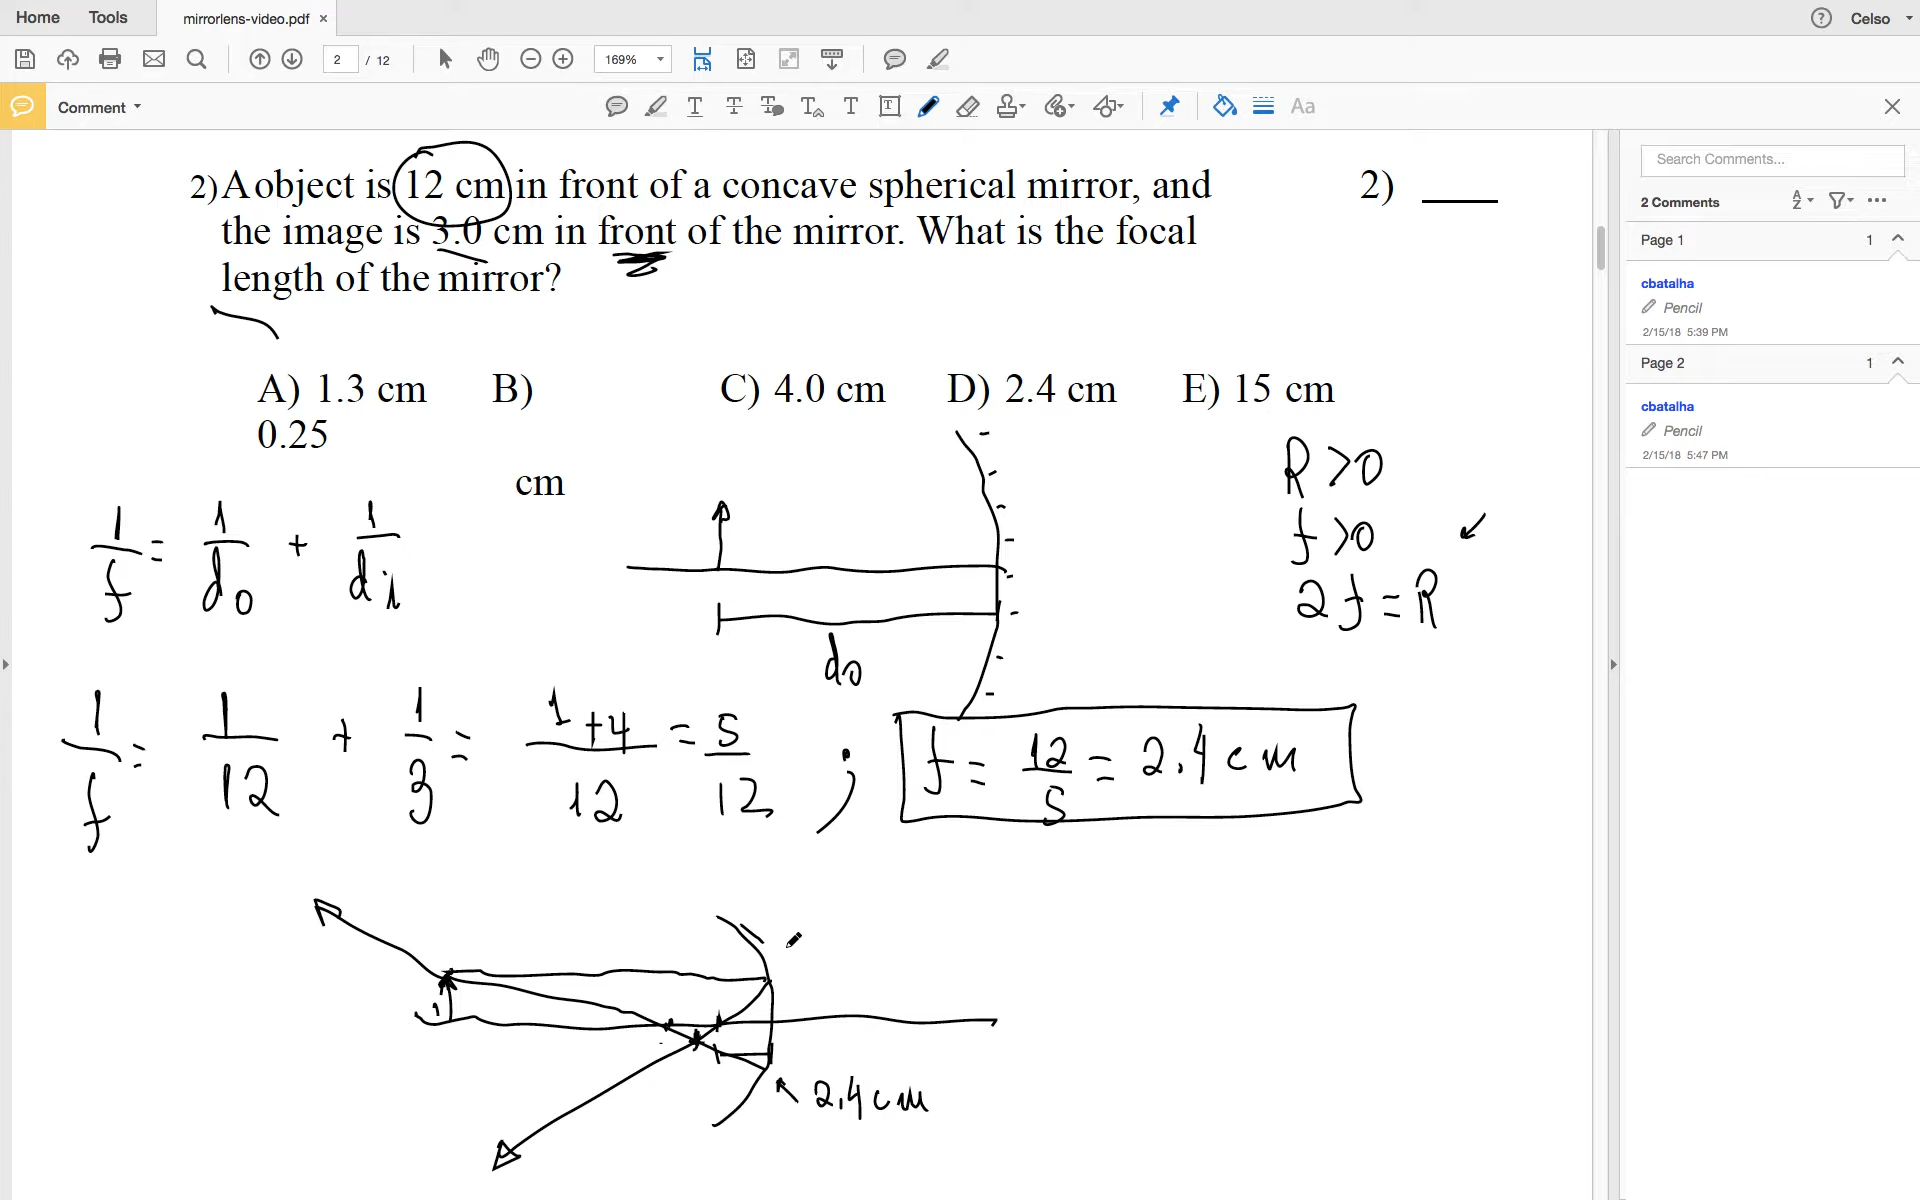 Home Tools mirrorlens-video.pdf × ? Celso
2 / 12 169%
Comment T T T T T T Aa
2) A object is 12 cm in front of a concave spherical mirror, and 2) ____
the image is 3.0 cm in front of the mirror. What is the focal
length of the mirror?
A) 1.3 cm B) C) 4.0 cm D) 2.4 cm E) 15 cm
0.25
cm
R > 0
f > 0
2f = R
1/f = 1/do + 1/di
do
1/f = 1/12 + 1/3 = 1+4/12 = 5/12 ; f = 12/5 = 2.4 cm
2.4 cm
Search Comments...
2 Comments A Z ...
Page 1 1
cbatalha
Pencil
2/15/18 5:39 PM
Page 2 1
cbatalha
Pencil
2/15/18 5:47 PM